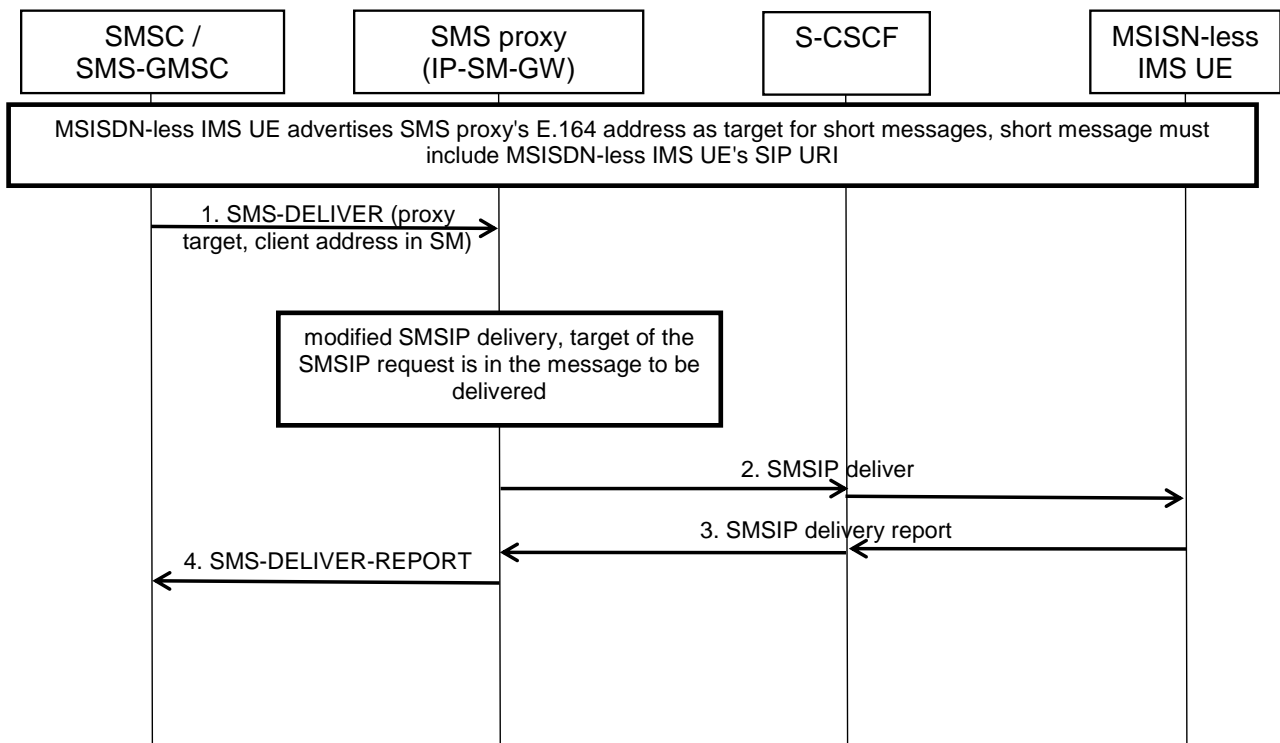 SMSC /
SMS-GMSC
SMS proxy
(IP-SM-GW)
S-CSCF
MSISN-less
IMS UE
MSISDN-less IMS UE advertises SMS proxy's E.164 address as target for short messages, short message must
include MSISDN-less IMS UE's SIP URI
1. SMS-DELIVER (proxy
target, client address in SM)
modified SMSIP delivery, target of the
SMSIP request is in the message to be
delivered
2. SMSIP deliver
3. SMSIP delivery report
4. SMS-DELIVER-REPORT